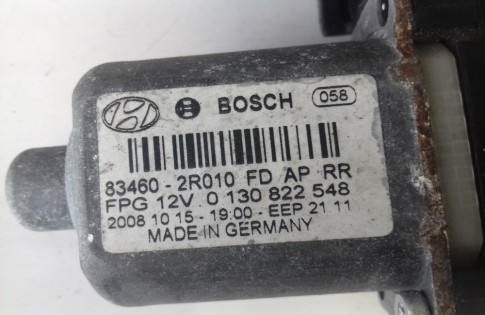 BOSCH 058
83460-2R010 FD AP RR
FPG 12V 0 130 822 548
2008 10 15-19:00-EEP 21 11
MADE IN GERMANY